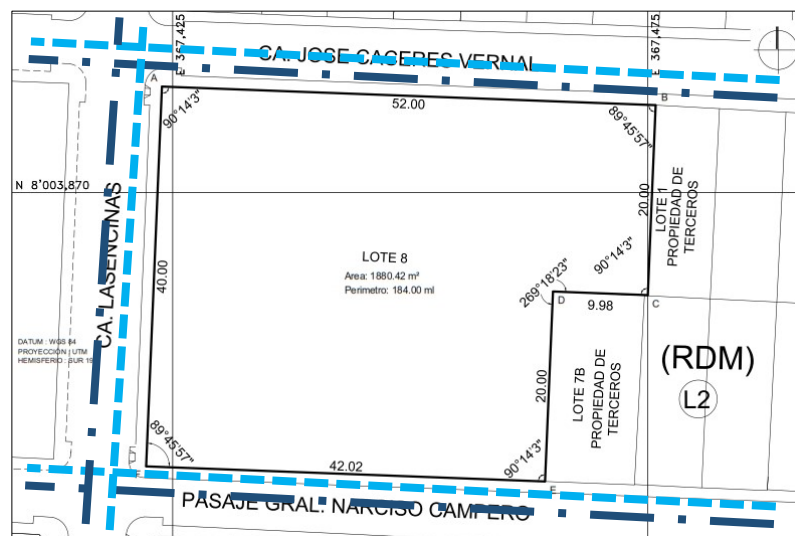 E 367,425
CA. JOSE CACERES VERNAL
E 367,475
A
B
90°14'3"
52.00
89°45'57"
N 8'003,870
CA. LASENCINAS
40.00
LOTE 8
Area: 1880.42 m²
Perimetro: 184.00 ml
20.00
LOTE 1
PROPIEDAD DE
TERCEROS
90°14'3"
269°18'23"
D
9.98
C
DATUM : WGS 84
PROYECCIÓN : UTM
HEMISFERIO : SUR 19
20.00
LOTE 7B
PROPIEDAD DE
TERCEROS
(RDM)
L2
89°45'57"
42.02
90°14'3"
F
E
PASAJE GRAL. NARCISO CAMPERO